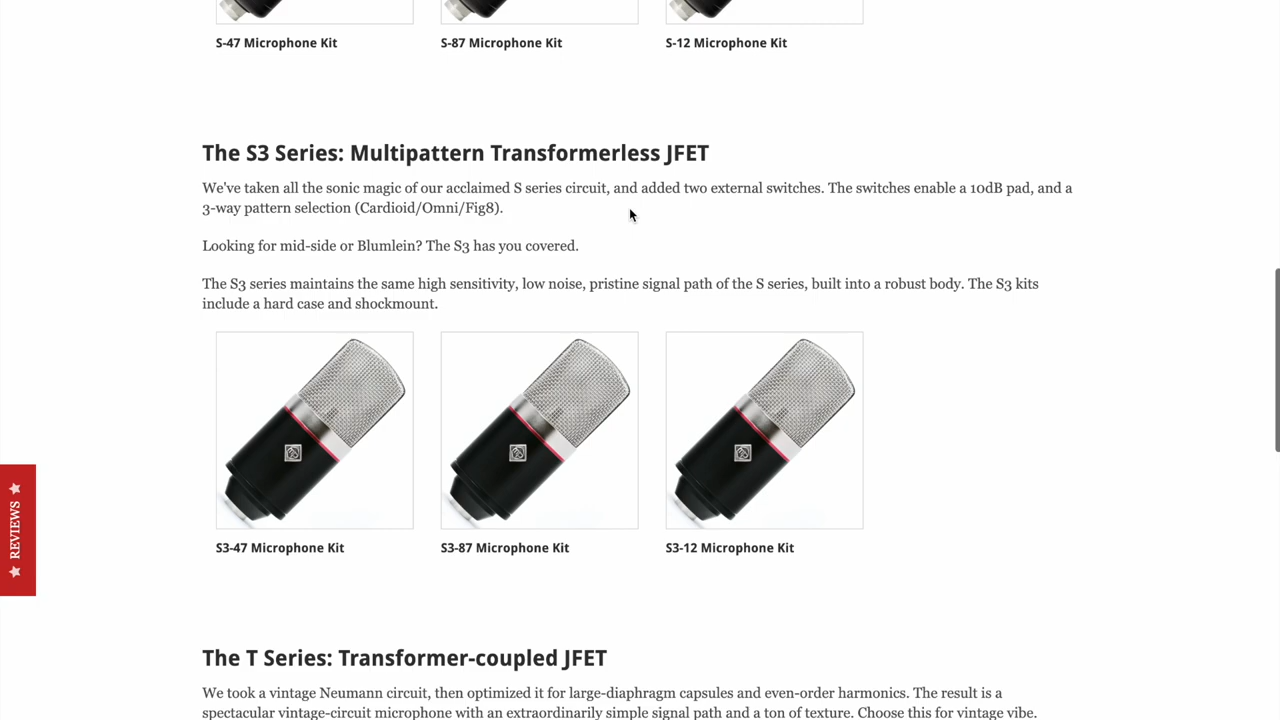 S-47 Microphone Kit
S-87 Microphone Kit
S-12 Microphone Kit
The S3 Series: Multipattern Transformerless JFET
We've taken all the sonic magic of our acclaimed S series circuit, and added two external switches. The switches enable a 10dB pad, and a
3-way pattern selection (Cardioid/Omni/Fig8).
Looking for mid-side or Blumlein? The S3 has you covered.
The S3 series maintains the same high sensitivity, low noise, pristine signal path of the S series, built into a robust body. The S3 kits
include a hard case and shockmount.
S3-47 Microphone Kit
S3-87 Microphone Kit
S3-12 Microphone Kit
★ REVIEWS ★
The T Series: Transformer-coupled JFET
We took a vintage Neumann circuit, then optimized it for large-diaphragm capsules and even-order harmonics. The result is a
spectacular vintage-circuit microphone with an extraordinarily simple signal path and a ton of texture. Choose this for vintage vibe.